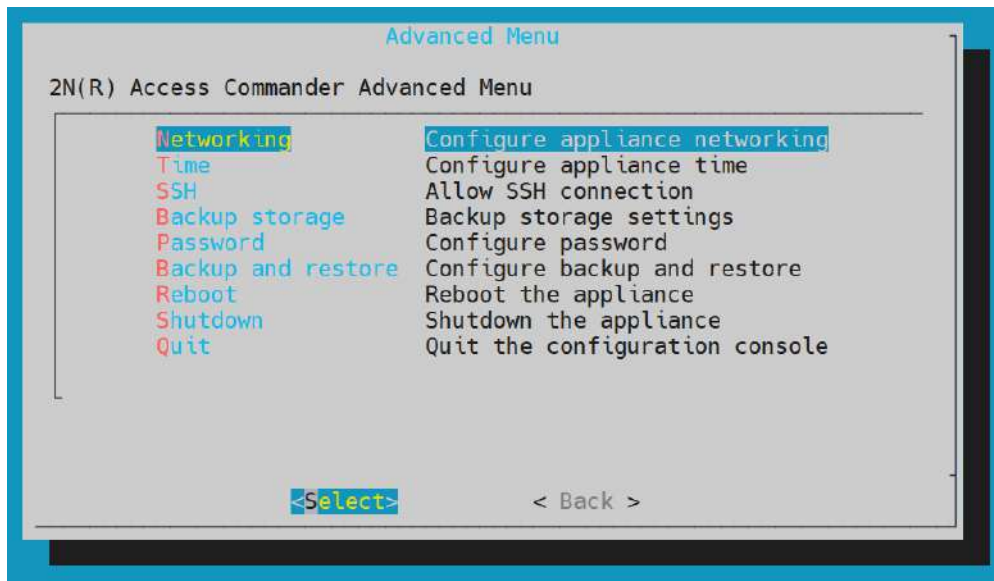 Advanced Menu
2N(R) Access Commander Advanced Menu
Networking Configure appliance networking
Time Configure appliance time
SSH Allow SSH connection
Backup storage Backup storage settings
Password Configure password
Backup and restore Configure backup and restore
Reboot Reboot the appliance
Shutdown Shutdown the appliance
Quit Quit the configuration console
<Select> < Back >